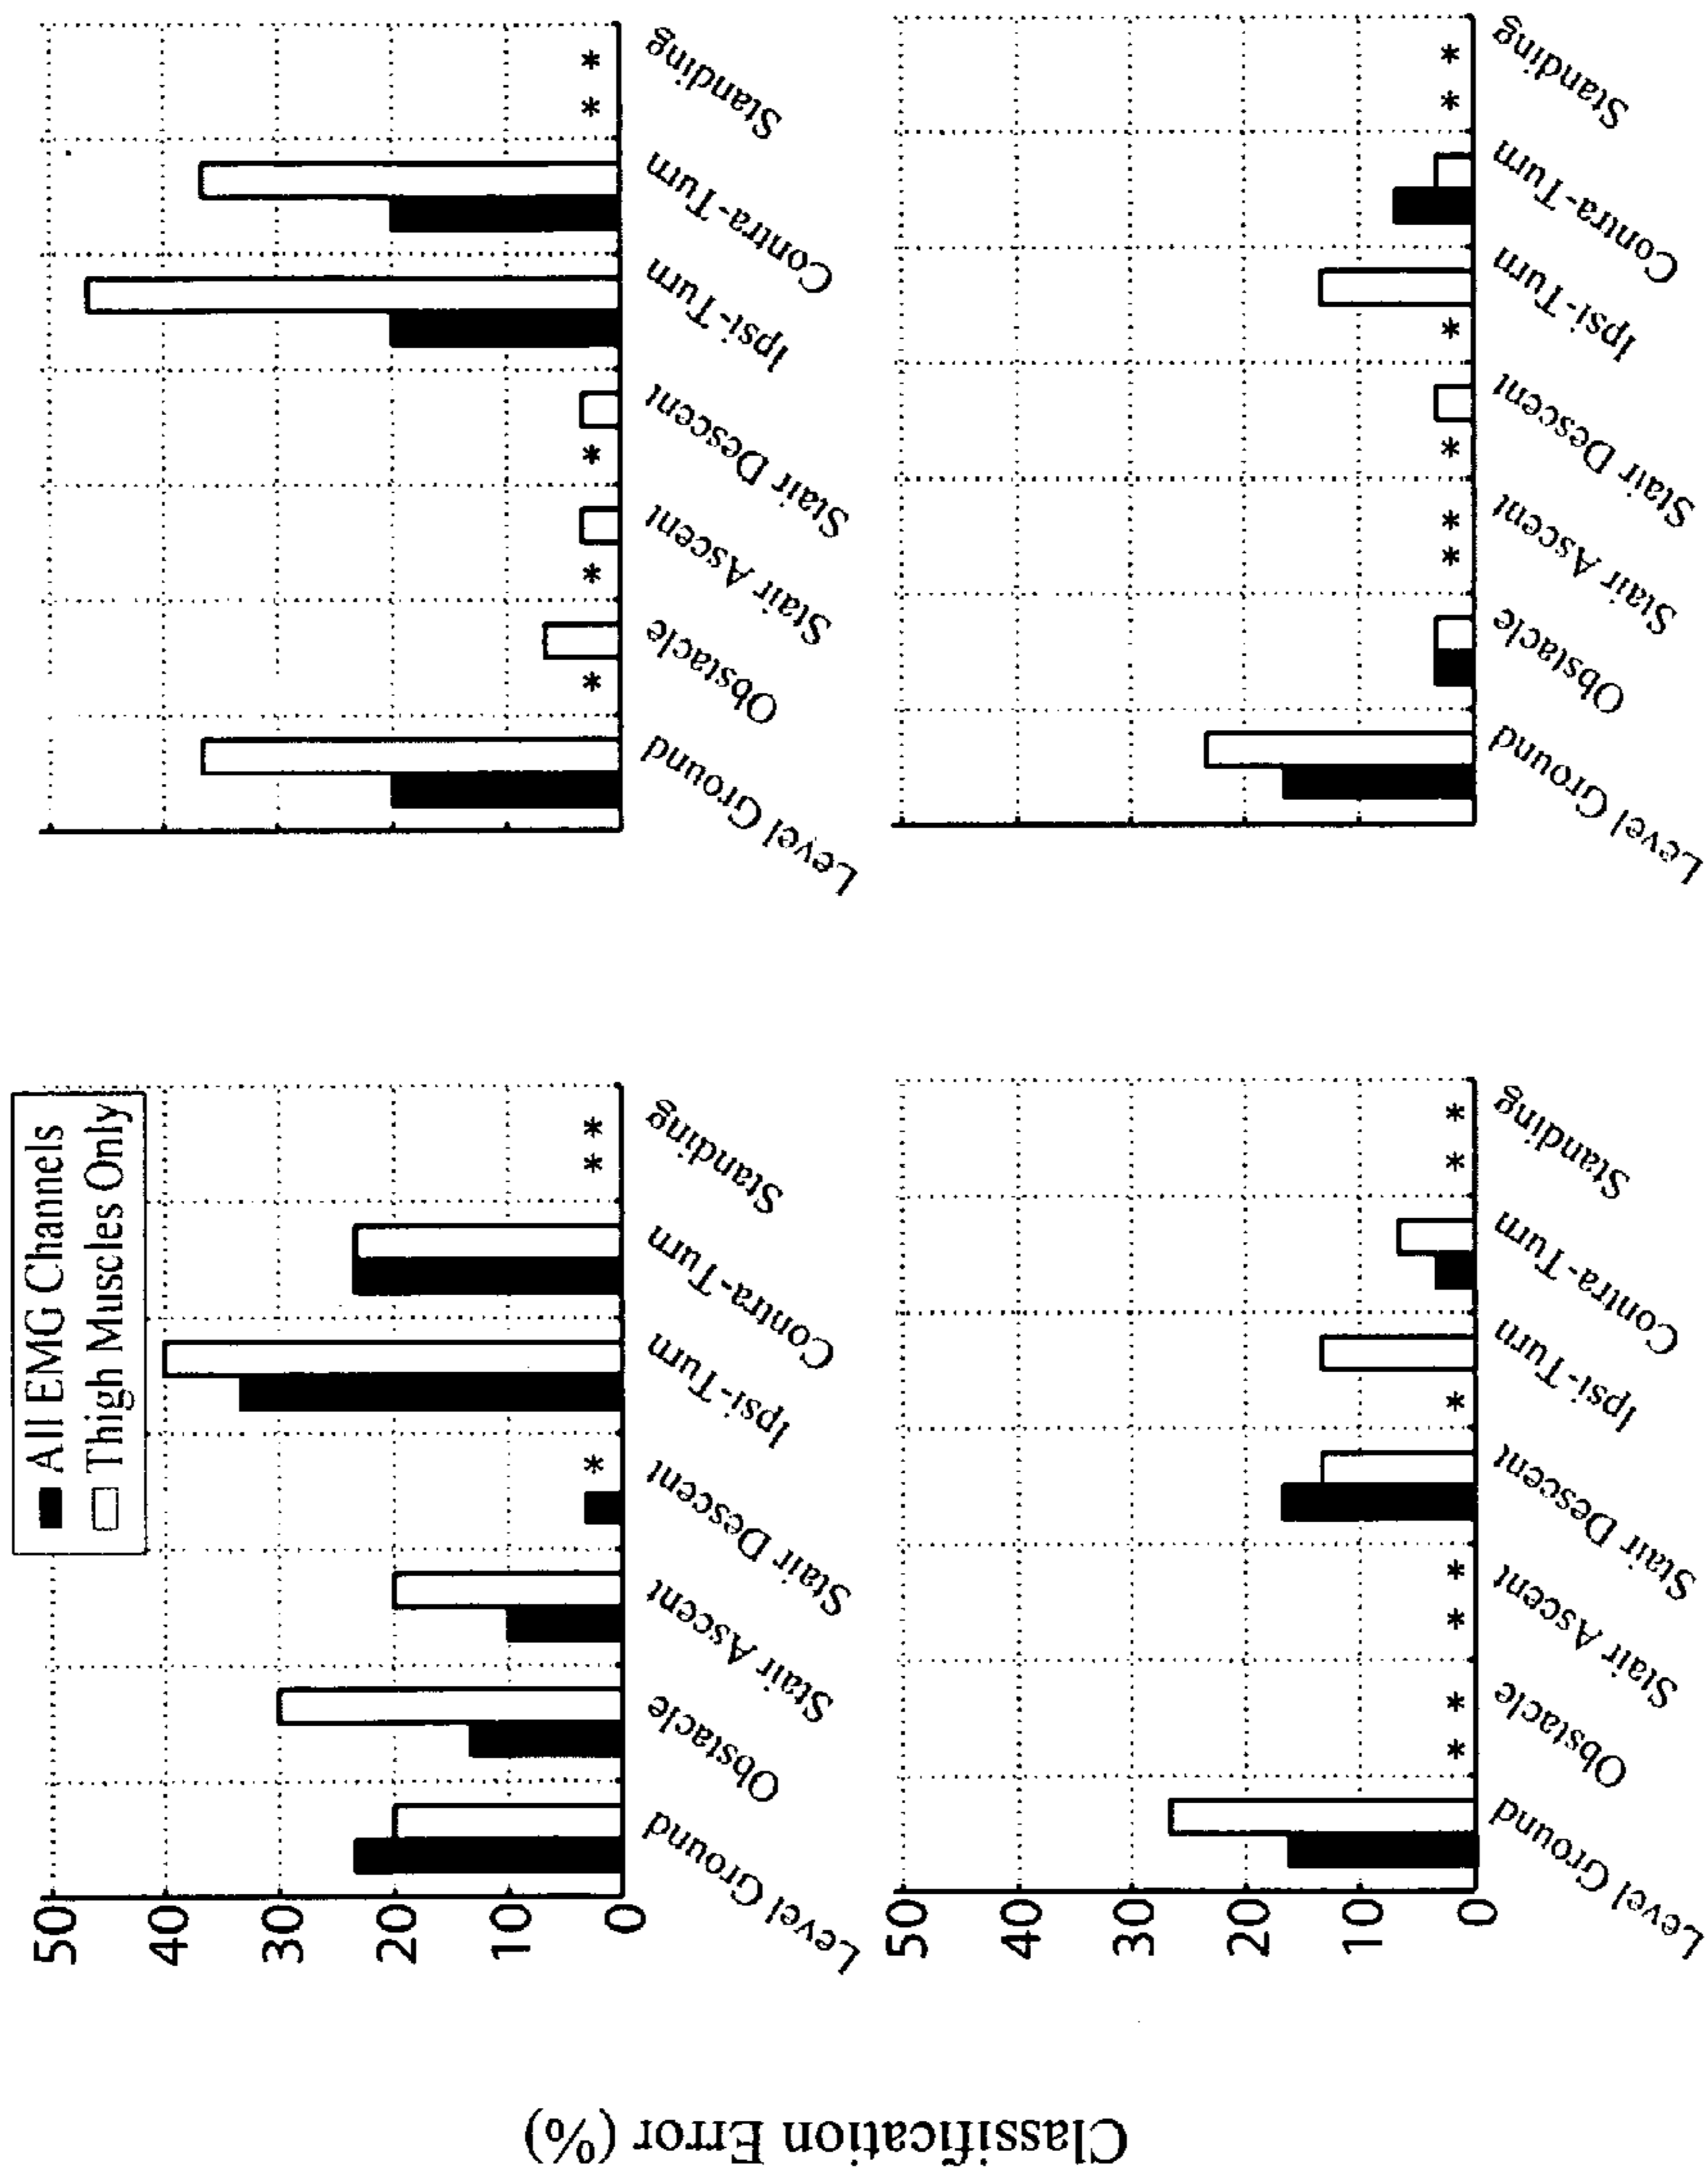 All EMG Channels
Thigh Muscles Only
Classification Error (%)
50
40
30
20
10
0
Level Ground
Obstacle
Stair Ascent
Stair Descent
Ipsi-Turn
Contra-Turn
Standing
* * *
Level Ground
Obstacle
Stair Ascent
Stair Descent
Ipsi-Turn
Contra-Turn
Standing
* * * * *
50
40
30
20
10
0
Level Ground
Obstacle
Stair Ascent
Stair Descent
Ipsi-Turn
Contra-Turn
Standing
* * * * * * *
Level Ground
Obstacle
Stair Ascent
Stair Descent
Ipsi-Turn
Contra-Turn
Standing
* * * * * *